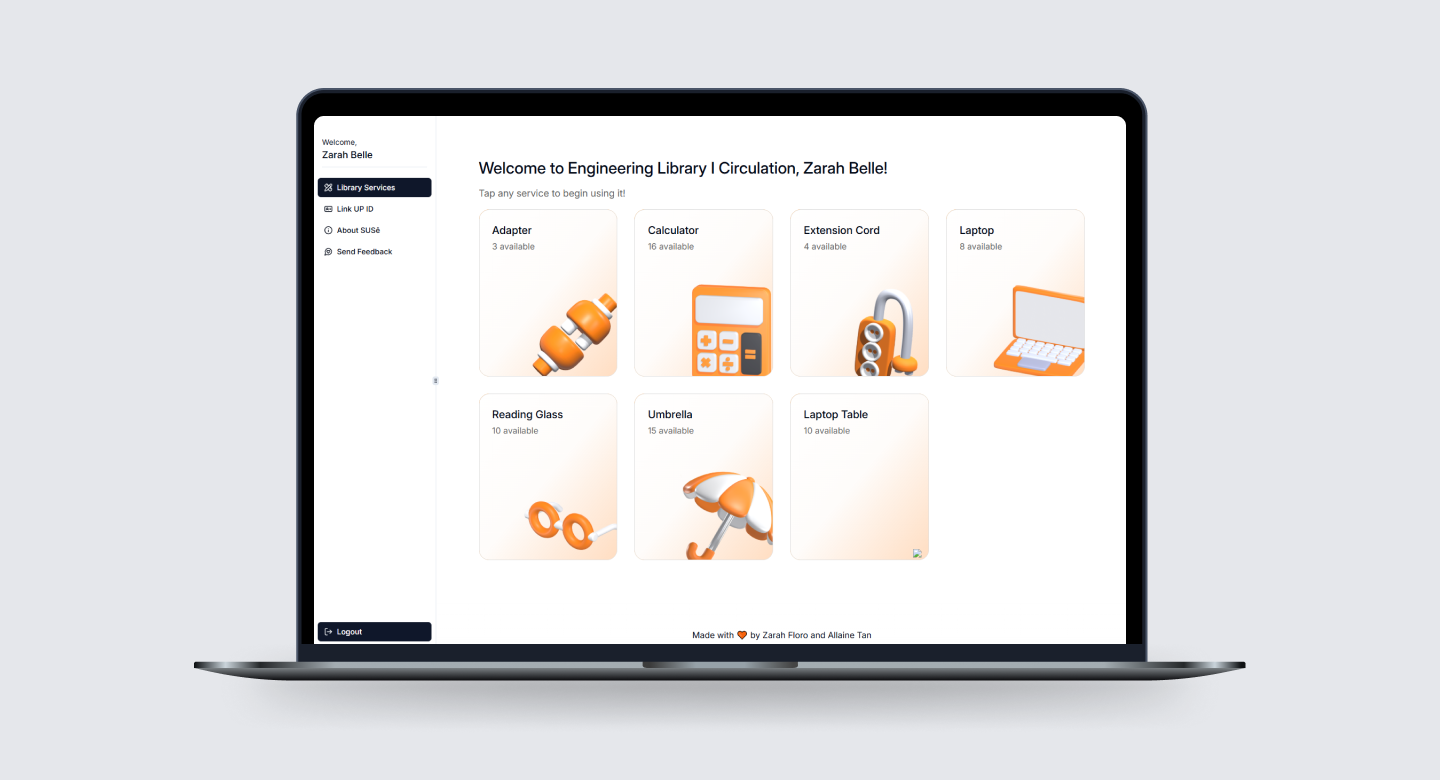 Welcome,
Zarah Belle
Library Services
Link UP ID
About SUSê
Send Feedback
Logout
Welcome to Engineering Library I Circulation, Zarah Belle!
Tap any service to begin using it!
Adapter
3 available
Calculator
16 available
Extension Cord
4 available
Laptop
8 available
Reading Glass
10 available
Umbrella
15 available
Laptop Table
10 available
Made with 🧡 by Zarah Floro and Allaine Tan